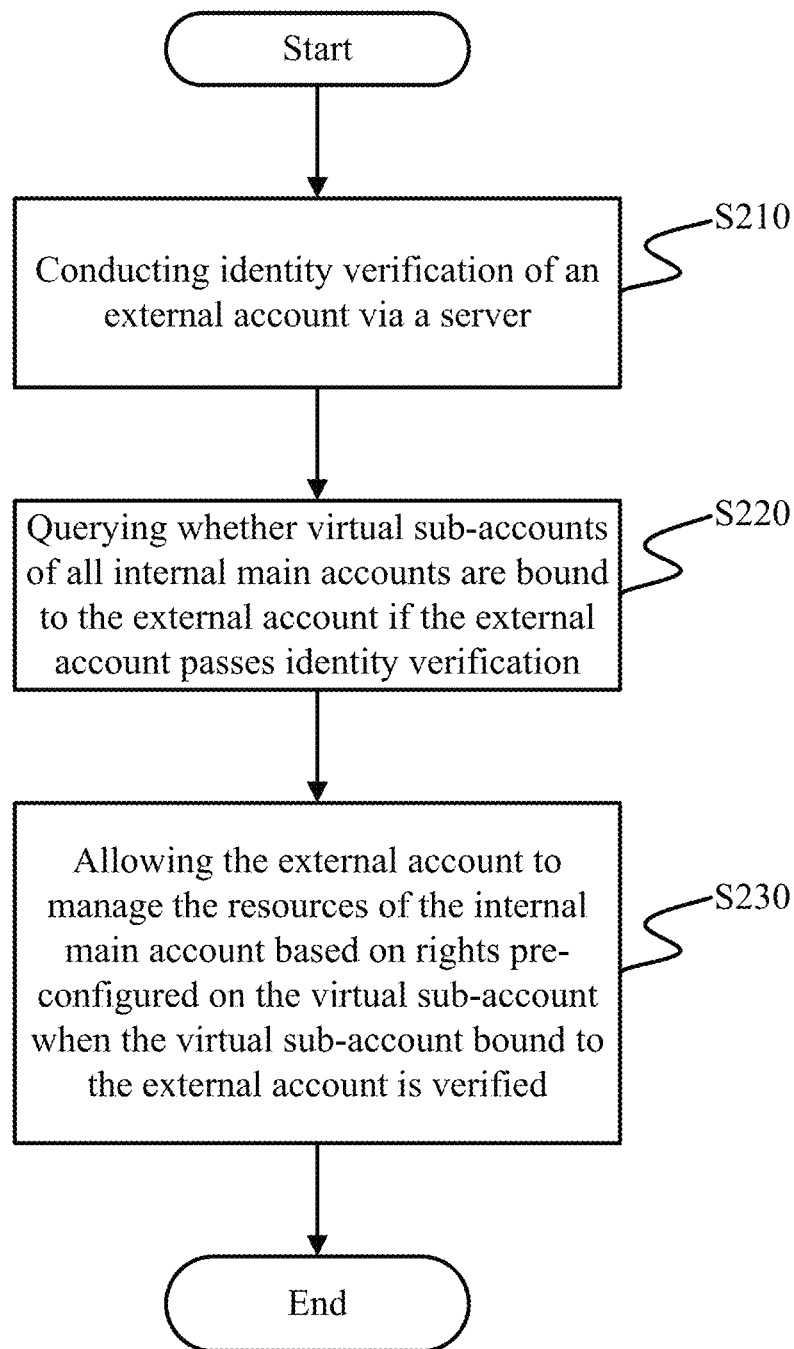 Start
S210
Conducting identity verification of an
external account via a server
S220
Querying whether virtual sub-accounts
of all internal main accounts are bound
to the external account if the external
account passes identity verification
S230
Allowing the external account to
manage the resources of the internal
main account based on rights pre-
configured on the virtual sub-account
when the virtual sub-account bound to
the external account is verified
End